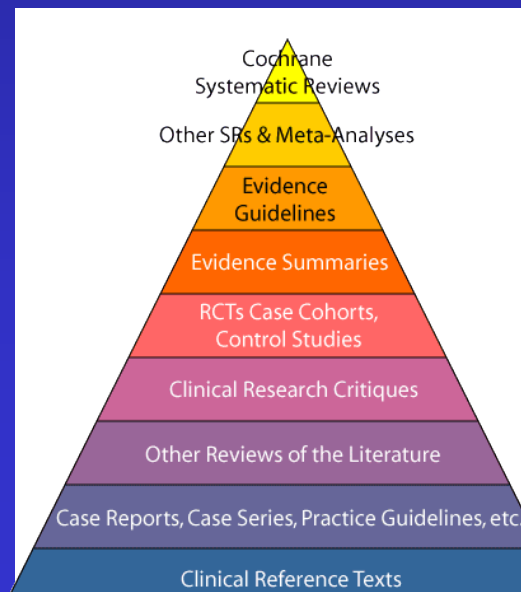 Cochrane
Systematic Reviews
Other SRs & Meta-Analyses
Evidence
Guidelines
Evidence Summaries
RCTs Case Cohorts,
Control Studies
Clinical Research Critiques
Other Reviews of the Literature
Case Reports, Case Series, Practice Guidelines, etc.
Clinical Reference Texts